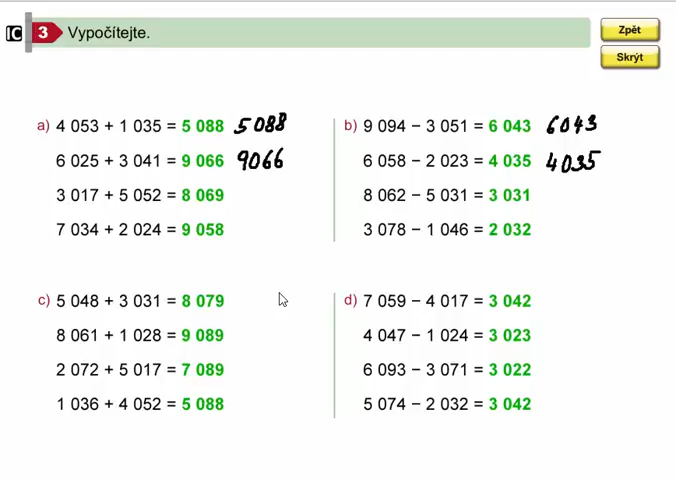 3 Vypočítejte.
Zpět
Skrýt
a) 4 053 + 1 035 = 5 088 5088
6 025 + 3 041 = 9 066 9066
3 017 + 5 052 = 8 069
7 034 + 2 024 = 9 058
b) 9 094 − 3 051 = 6 043 6043
6 058 − 2 023 = 4 035 4035
8 062 − 5 031 = 3 031
3 078 − 1 046 = 2 032
c) 5 048 + 3 031 = 8 079
8 061 + 1 028 = 9 089
2 072 + 5 017 = 7 089
1 036 + 4 052 = 5 088
d) 7 059 − 4 017 = 3 042
4 047 − 1 024 = 3 023
6 093 − 3 071 = 3 022
5 074 − 2 032 = 3 042